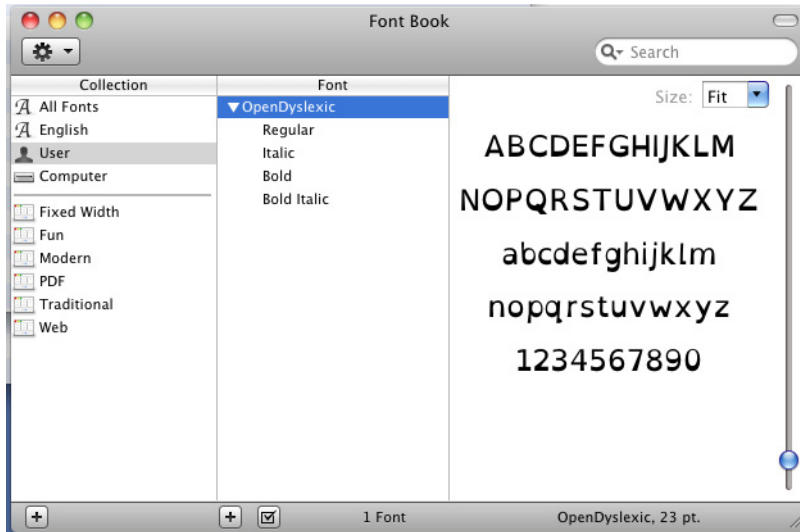 Font Book
Search
Collection
All Fonts
English
User
Computer
Fixed Width
Fun
Modern
PDF
Traditional
Web
Font
OpenDyslexic
Regular
Italic
Bold
Bold Italic
Size: Fit
ABCDEFGHIJKLM
NOPQRSTUVWXYZ
abcdefghijklm
nopqrstuvwxyz
1234567890
1 Font
OpenDyslexic, 23 pt.